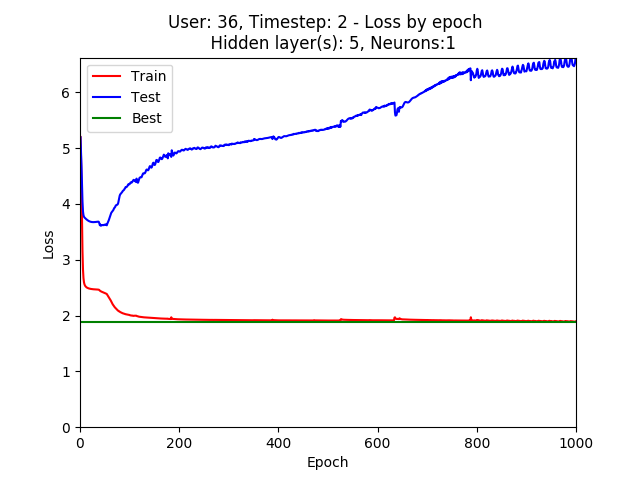 User: 36, Timestep: 2 - Loss by epoch
Hidden layer(s): 5, Neurons:1
Train
Test
Best
Loss
6
5
4
3
2
1
0
0 200 400 600 800 1000
Epoch